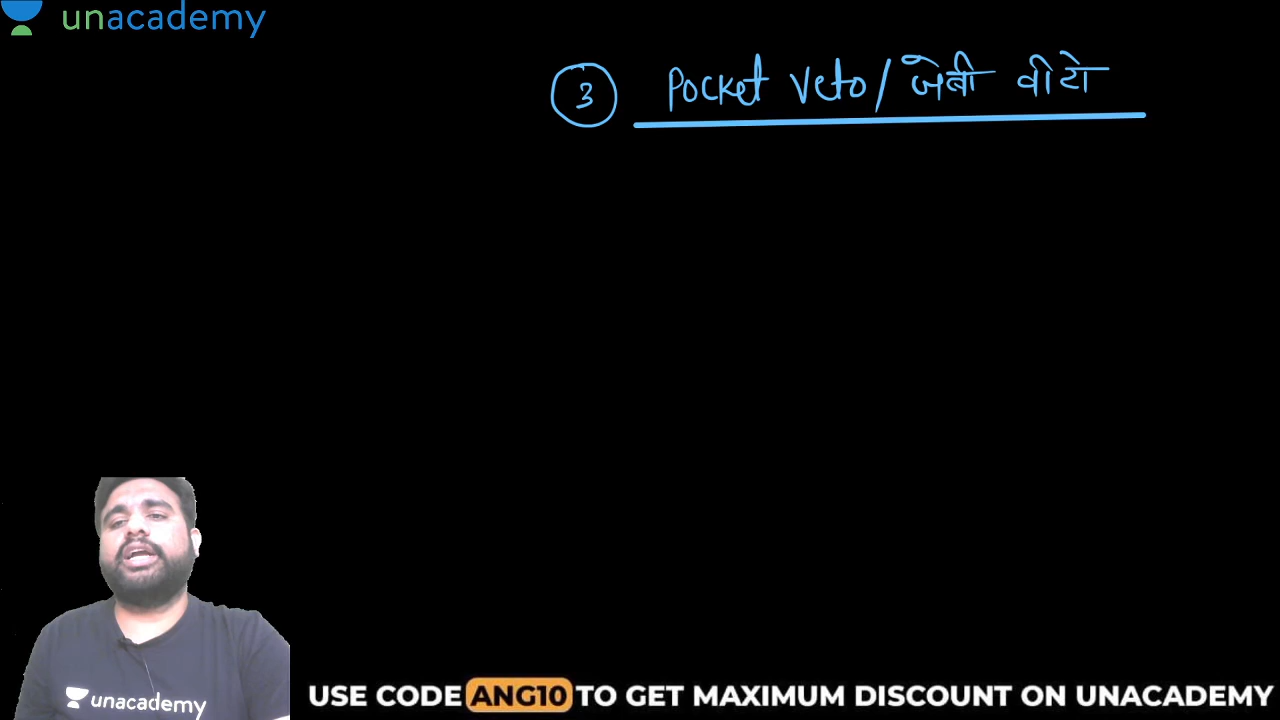 unacademy
3 Pocket Veto / जेबी वीटो
unacademy
USE CODE ANG10 TO GET MAXIMUM DISCOUNT ON UNACADEMY